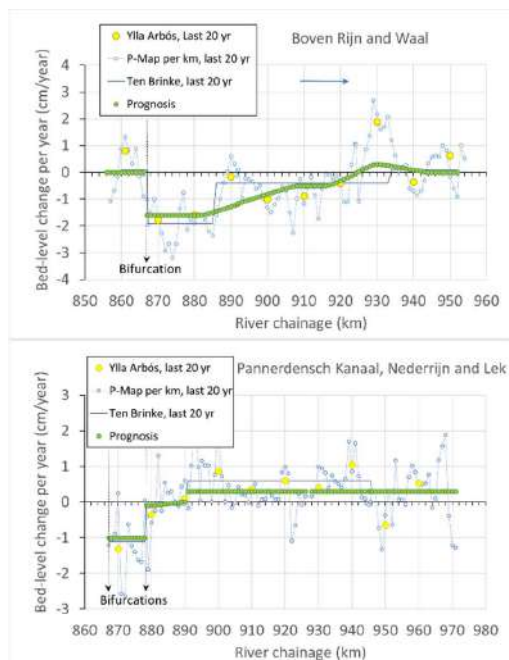 Boven Rijn and Waal
Ylla Arbós, Last 20 yr
P-Map per km, last 20 yr
Ten Brinke, last 20 yr
Prognosis
Bed-level change per year (cm/year)
4
3
2
1
0
-1
-2
-3
-4
Bifurcation
850 860 870 880 890 900 910 920 930 940 950 960
River chainage (km)
Pannerdensch Kanaal, Nederrijn and Lek
Ylla Arbós, last 20 yr
P-Map per km, last 20 yr
Ten Brinke, last 20 yr
Prognosis
Bed-level change per year (cm/year)
3
2
1
0
-1
-2
-3
Bifurcations
860 870 880 890 900 910 920 930 940 950 960 970 980
River chainage (km)